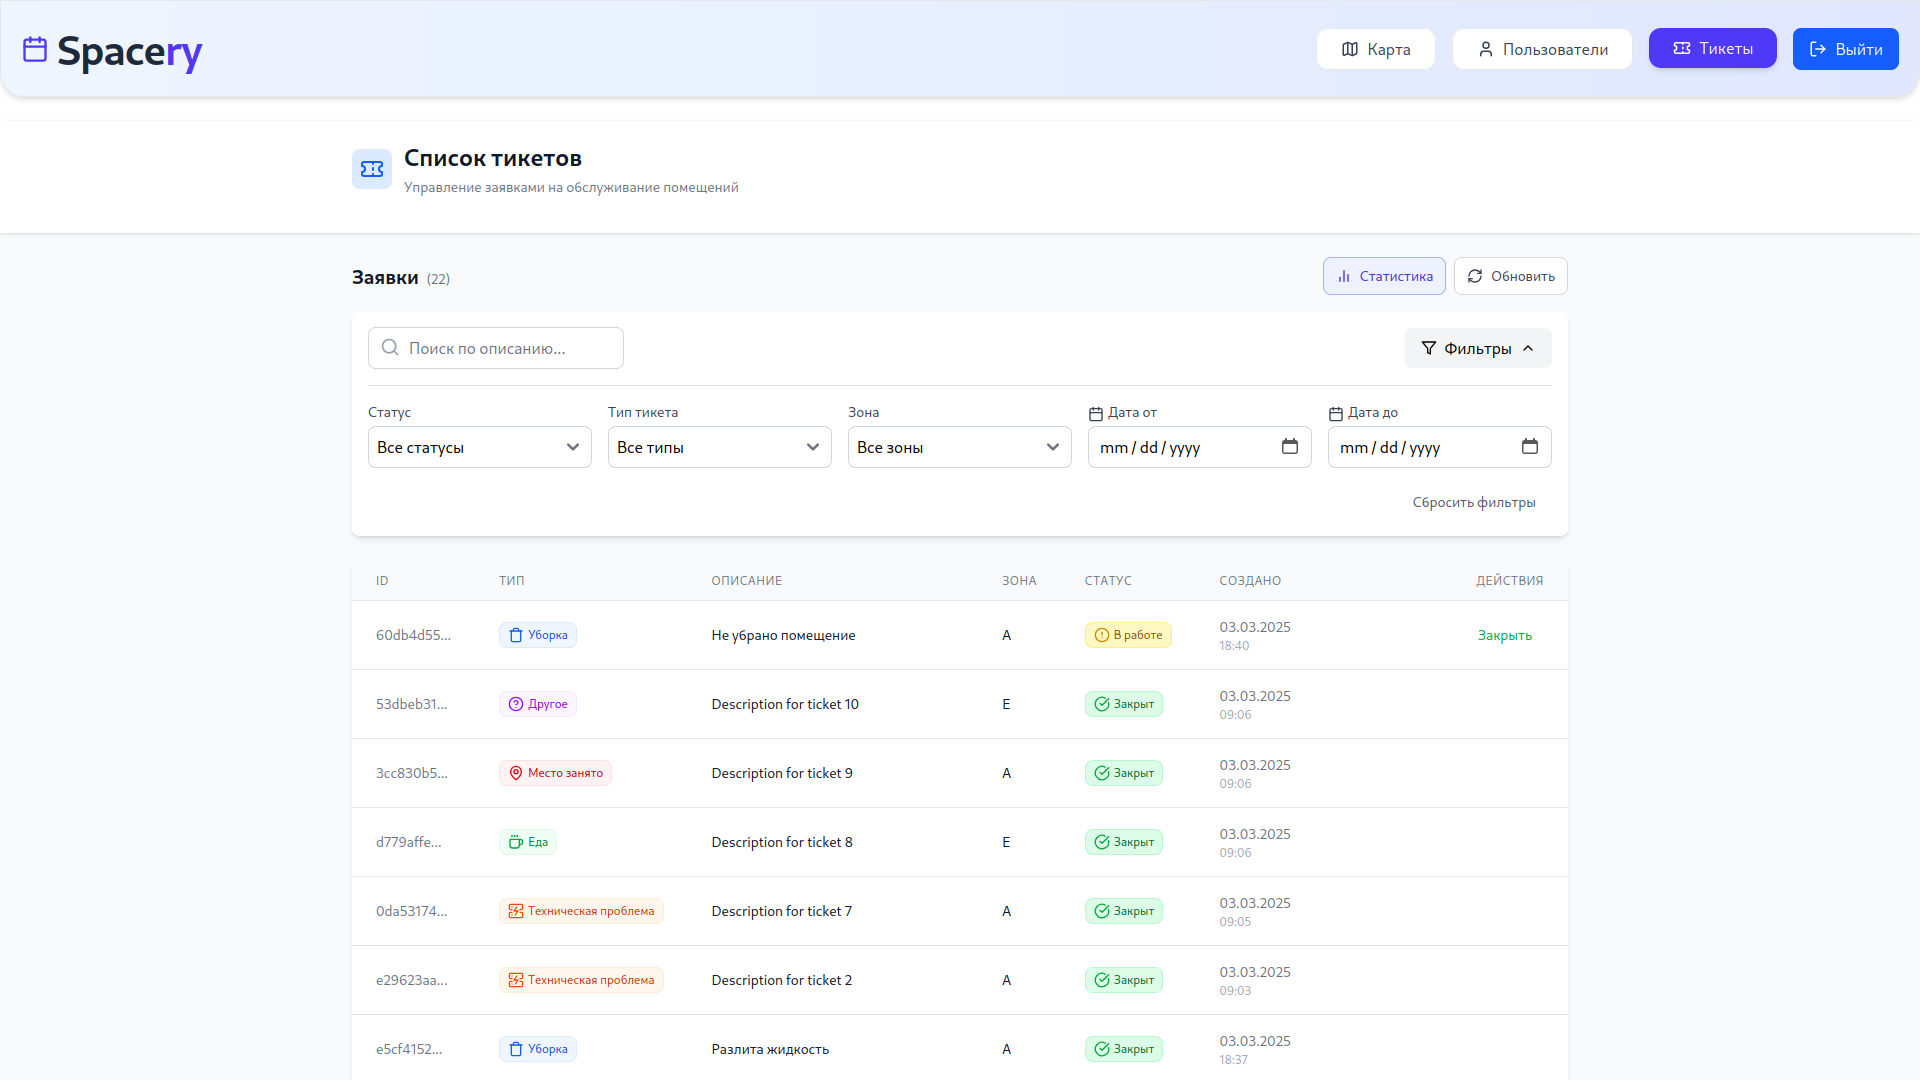 Spacery
Карта
Пользователи
Тикеты
Выйти
Список тикетов
Управление заявками на обслуживание помещений
Заявки (22)
Статистика
Обновить
Поиск по описанию...
Фильтры
Статус
Тип тикета
Зона
Дата от
Дата до
Все статусы
Все типы
Все зоны
mm / dd / yyyy
mm / dd / yyyy
Сбросить фильтры
ID ТИП ОПИСАНИЕ ЗОНА СТАТУС СОЗДАНО ДЕЙСТВИЯ
60db4d55... Уборка Не убрано помещение A В работе 03.03.2025 Закрыть
18:40
53dbeb31... Другое Description for ticket 10 E Закрыт 03.03.2025
09:06
3cc830b5... Место занято Description for ticket 9 A Закрыт 03.03.2025
09:06
d779affe... Еда Description for ticket 8 E Закрыт 03.03.2025
09:06
0da53174... Техническая проблема Description for ticket 7 A Закрыт 03.03.2025
09:05
e29623aa... Техническая проблема Description for ticket 2 A Закрыт 03.03.2025
09:03
e5cf4152... Уборка Разлита жидкость A Закрыт 03.03.2025
18:37